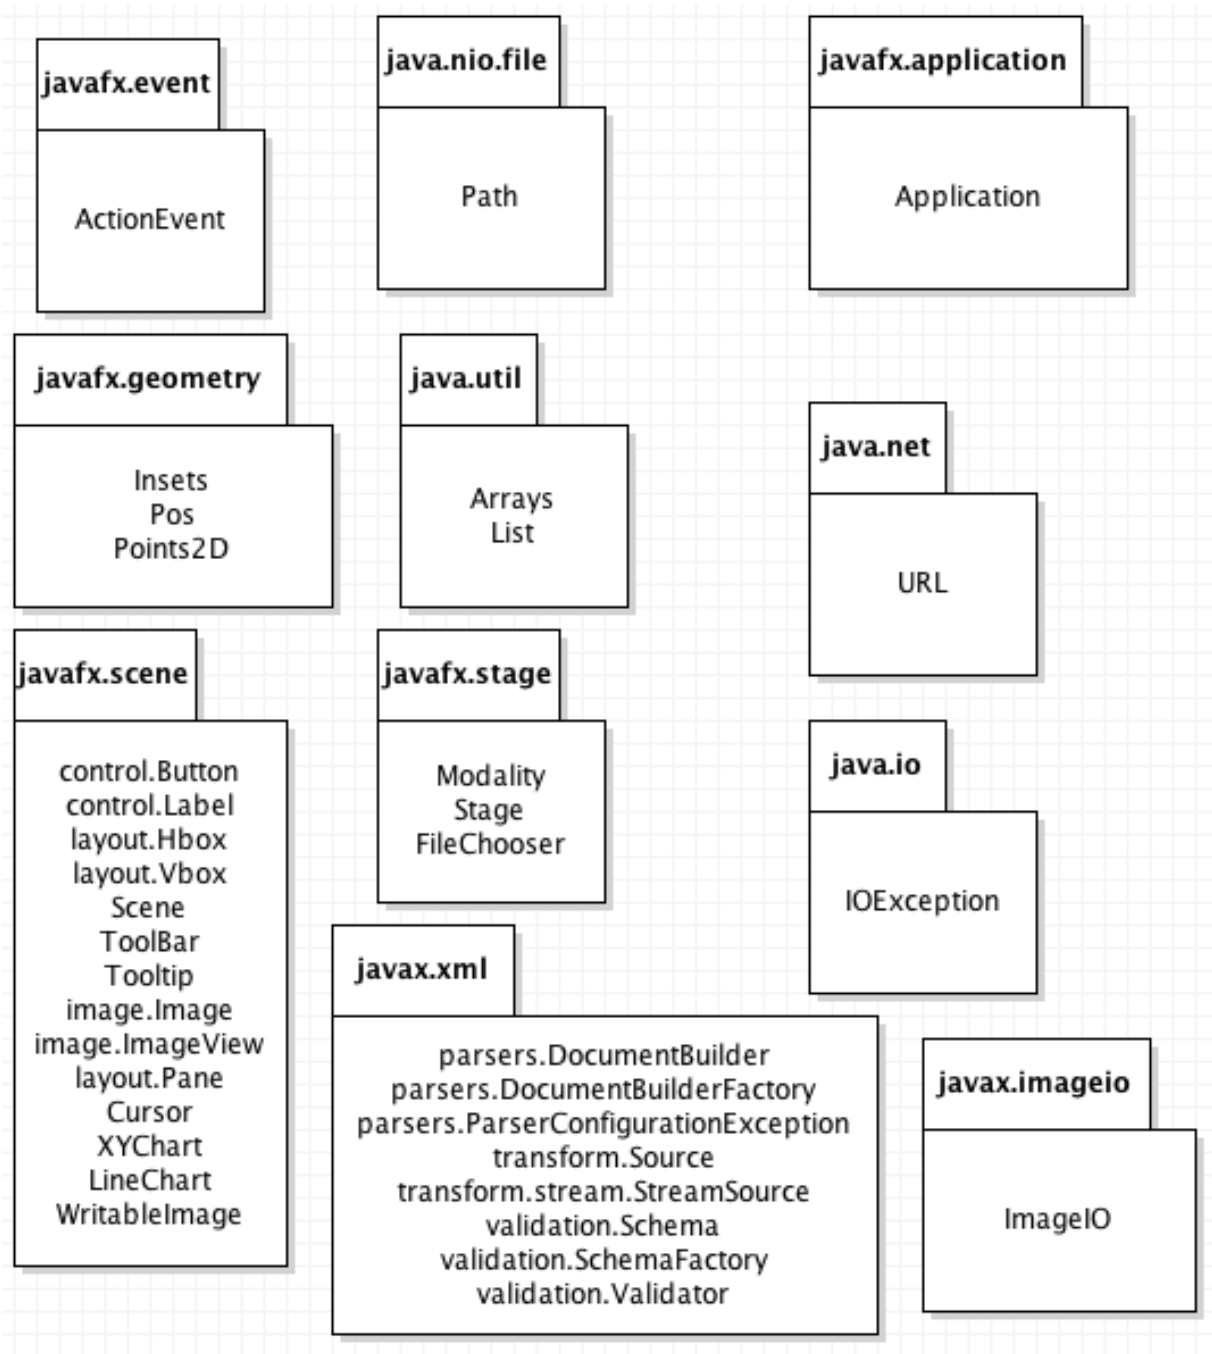 javafx.event
ActionEvent
java.nio.file
Path
javafx.application
Application
javafx.geometry
Insets
Pos
Points2D
java.util
Arrays
List
java.net
URL
javafx.scene
control.Button
control.Label
layout.Hbox
layout.Vbox
Scene
ToolBar
Tooltip
image.Image
image.ImageView
layout.Pane
Cursor
XYChart
LineChart
WritableImage
javafx.stage
Modality
Stage
FileChooser
java.io
IOException
javax.xml
parsers.DocumentBuilder
parsers.DocumentBuilderFactory
parsers.ParserConfigurationException
transform.Source
transform.stream.StreamSource
validation.Schema
validation.SchemaFactory
validation.Validator
javax.imageio
ImageIO